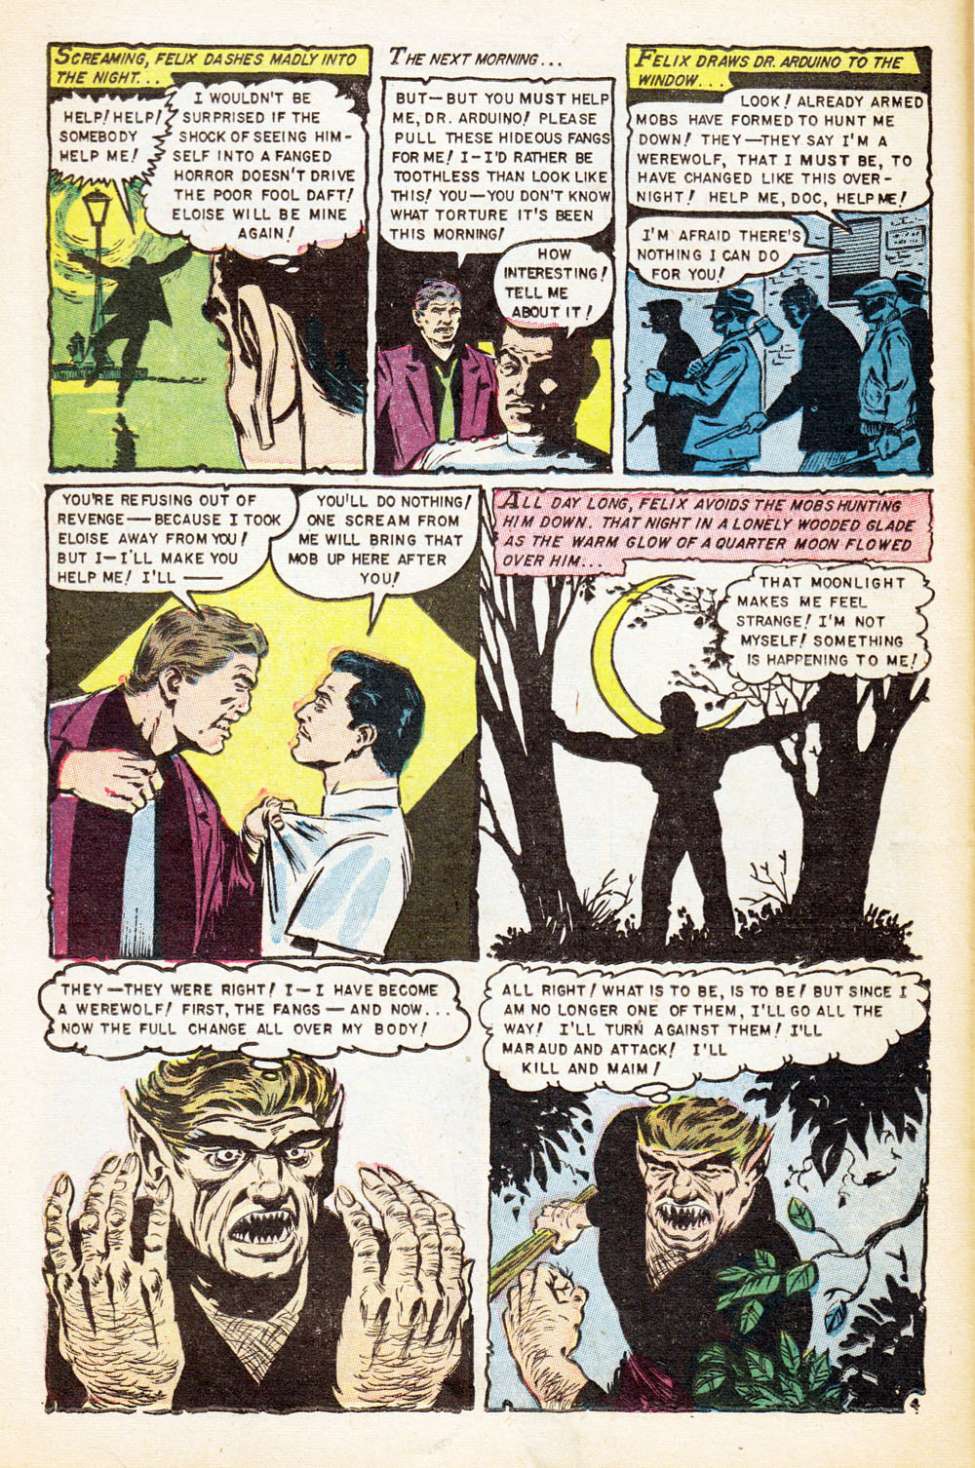 SCREAMING, FELIX DASHES MADLY INTO
THE NIGHT...
HELP! HELP!
SOMEBODY
HELP ME!
I WOULDN'T BE
SURPRISED IF THE
SHOCK OF SEEING HIM-
SELF INTO A FANGED
HORROR DOESN'T DRIVE
THE POOR FOOL DAFT!
ELOISE WILL BE MINE
AGAIN!
THE NEXT MORNING...
BUT—BUT YOU MUST HELP
ME, DR. ARDUINO! PLEASE
PULL THESE HIDEOUS FANGS
FOR ME! I—I'D RATHER BE
TOOTHLESS THAN LOOK LIKE
THIS! YOU—YOU DON'T KNOW
WHAT TORTURE IT'S BEEN
THIS MORNING!
HOW
INTERESTING!
TELL ME
ABOUT IT!
FELIX DRAWS DR. ARDUINO TO THE
WINDOW...
LOOK! ALREADY ARMED
MOBS HAVE FORMED TO HUNT ME
DOWN! THEY—THEY SAY I'M A
WEREWOLF, THAT I MUST BE, TO
HAVE CHANGED LIKE THIS OVER-
NIGHT! HELP ME, DOC, HELP ME!
I'M AFRAID THERE'S
NOTHING I CAN DO
FOR YOU!
YOU'RE REFUSING OUT OF
REVENGE—BECAUSE I TOOK
ELOISE AWAY FROM YOU!
BUT I—I'LL MAKE YOU
HELP ME! I'LL —
YOU'LL DO NOTHING!
ONE SCREAM FROM
ME WILL BRING THAT
MOB UP HERE AFTER
YOU!
ALL DAY LONG, FELIX AVOIDS THE MOBS HUNTING
HIM DOWN. THAT NIGHT IN A LONELY WOODED GLADE
AS THE WARM GLOW OF A QUARTER MOON FLOWED
OVER HIM...
THAT MOONLIGHT
MAKES ME FEEL
STRANGE! I'M NOT
MYSELF! SOMETHING
IS HAPPENING TO ME!
THEY—THEY WERE RIGHT! I—I HAVE BECOME
A WEREWOLF! FIRST, THE FANGS—AND NOW...
NOW THE FULL CHANGE ALL OVER MY BODY!
ALL RIGHT! WHAT IS TO BE, IS TO BE! BUT SINCE I
AM NO LONGER ONE OF THEM, I'LL GO ALL THE
WAY! I'LL TURN AGAINST THEM! I'LL
MARAUD AND ATTACK! I'LL
KILL AND MAIM!
4